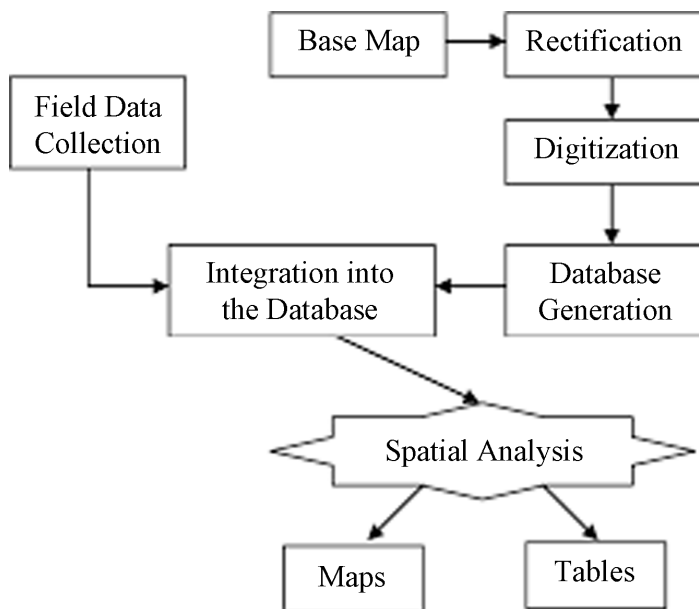 Base Map
Rectification
Field Data
Collection
Digitization
Integration into
the Database
Database
Generation
Spatial Analysis
Maps
Tables